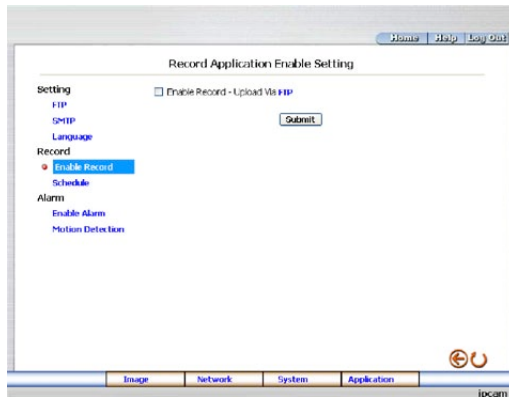 Home Help Log Out
Record Application Enable Setting
Setting
FTP
SMTP
Language
Record
Enable Record
Schedule
Alarm
Enable Alarm
Motion Detection
Enable Record - Upload Via FTP
Submit
Image Network System Application
ipcam